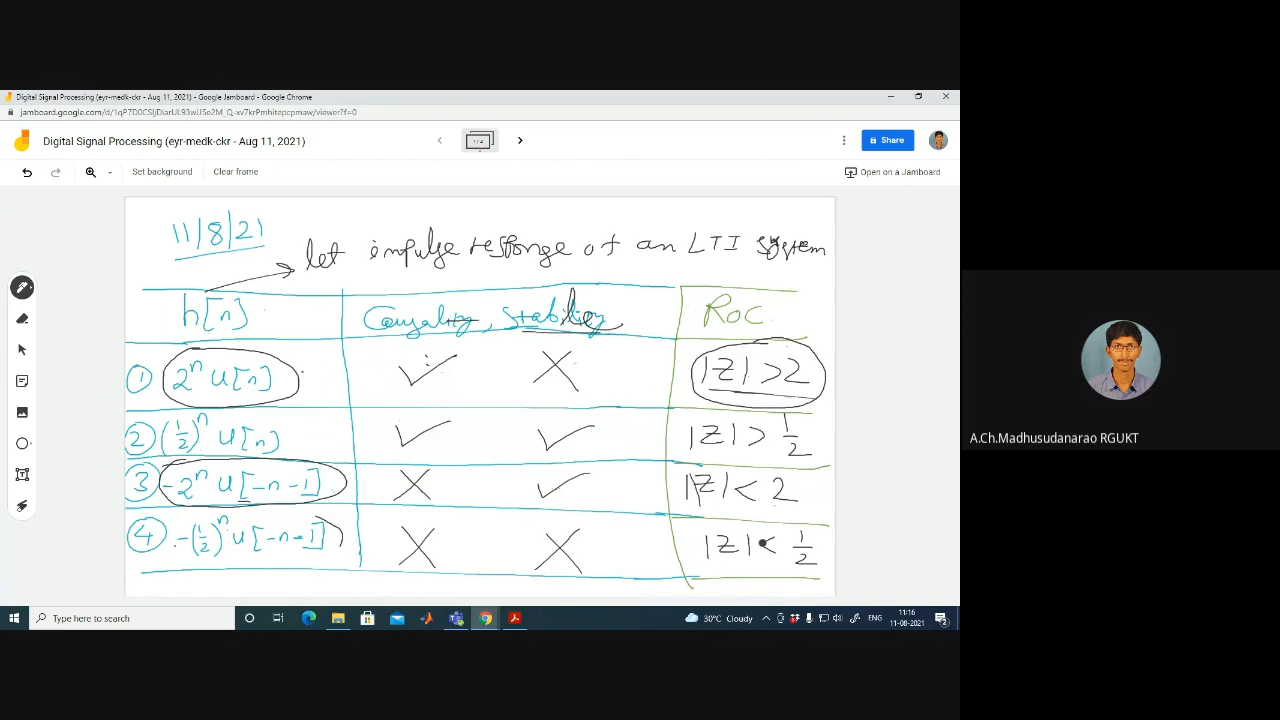 Digital Signal Processing (eyr-medk-ckr - Aug 11, 2021) - Google Jamboard - Google Chrome
Digital Signal Processing (eyr-medk-ckr - Aug 11, 2021)
1/4
Share
Set background
Clear frame
Open on a Jamboard
11/8/21
let impulse response of an LTI system
h[n] Causality, Stability ROC
① 2ⁿ u[n] ✓ X |Z| > 2
② (1/2)ⁿ u[n] ✓ ✓ |Z| > 1/2
③ -2ⁿ u[-n-1] X ✓ |Z| < 2
④ -(1/2)ⁿ u[-n-1] X X |Z| < 1/2
A.Ch.Madhusudanarao RGUKT
Type here to search
30°C Cloudy
ENG
11:16
11-08-2021
2